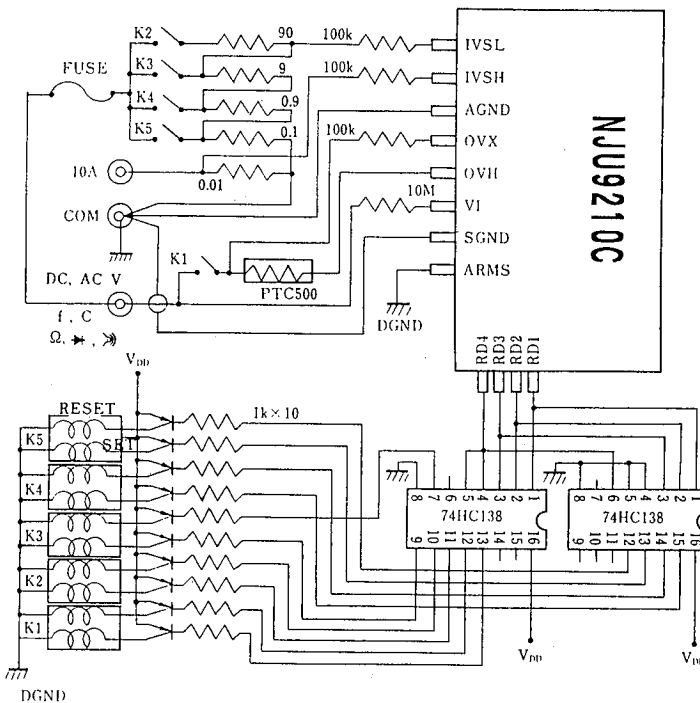 K2
90
100k
IVSL
FUSE
K3
9
100k
IVSH
K4
0.9
AGND
K5
0.1
100k
OVX
10A
0.01
OVH
10M
VI
COM
SGND
K1
ARMS
DC, AC V
PTC500
DGND
f, C
Ω,
NJU9210C
RD4
RD3
RD2
RD1
VDD
RESET
1k×10
K5
SET
K4
K3
K2
K1
8 7 6 5 4 3 2 1
74HC138
9 10 11 12 13 14 15 16
8 7 6 5 4 3 2 1
74HC138
9 10 11 12 13 14 15 16
VDD
VDD
DGND